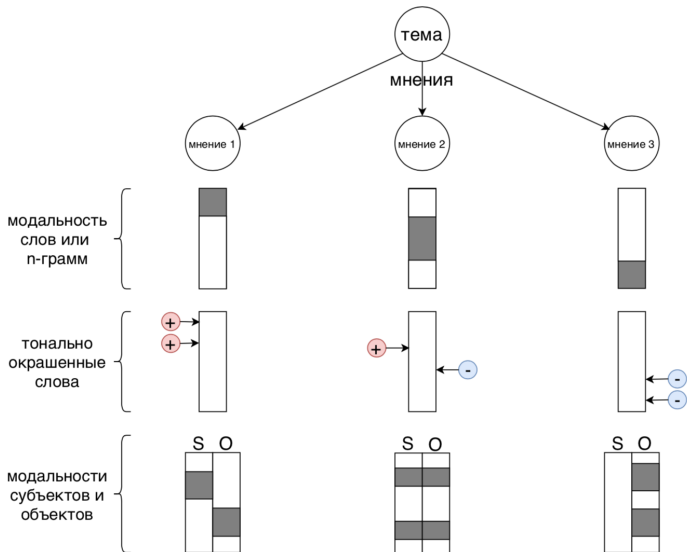 тема
мнения
мнение 1
мнение 2
мнение 3
модальность
слов или
n-грамм
+
+
+
-
-
-
тонально
окрашенные
слова
S O
S O
S O
модальности
субъектов и
объектов